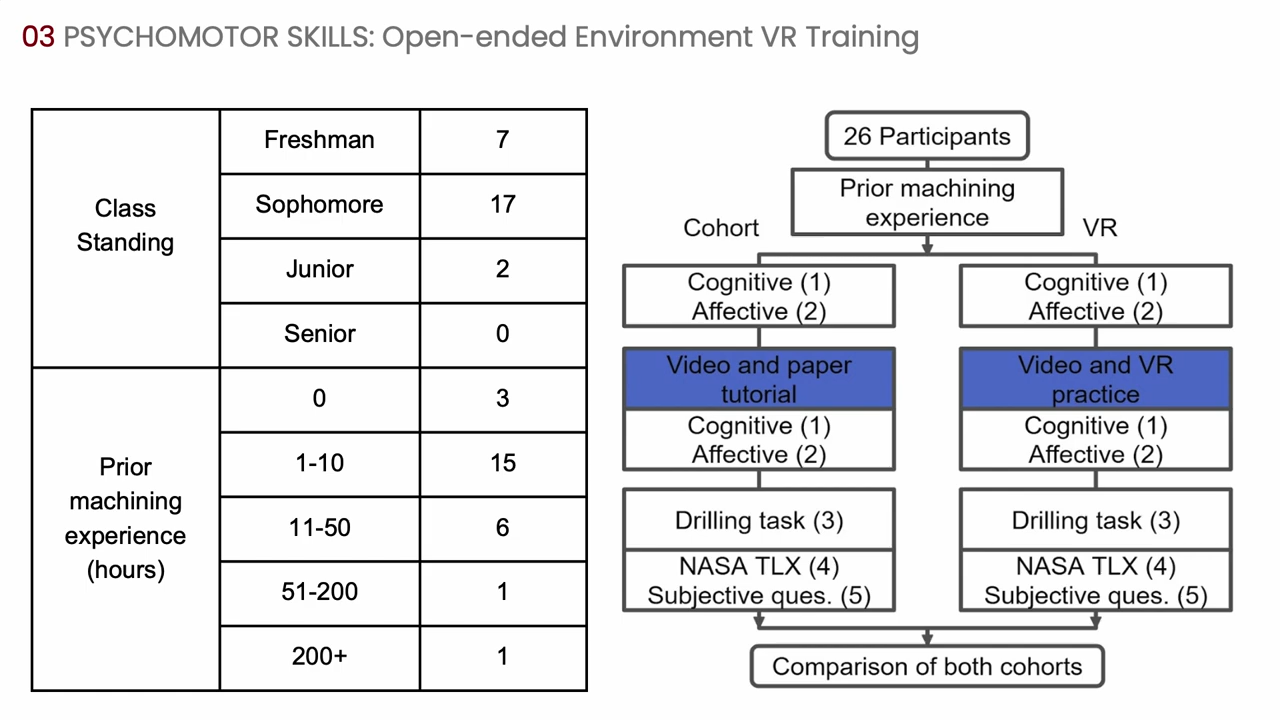 03 PSYCHOMOTOR SKILLS: Open-ended Environment VR Training
Class
Standing
Freshman
7
Sophomore
17
Junior
2
Senior
0
Prior
machining
experience
(hours)
0
3
1-10
15
11-50
6
51-200
1
200+
1
26 Participants
Prior machining
experience
Cohort
VR
Cognitive (1)
Affective (2)
Video and paper
tutorial
Cognitive (1)
Affective (2)
Drilling task (3)
NASA TLX (4)
Subjective ques. (5)
Cognitive (1)
Affective (2)
Video and VR
practice
Cognitive (1)
Affective (2)
Drilling task (3)
NASA TLX (4)
Subjective ques. (5)
Comparison of both cohorts